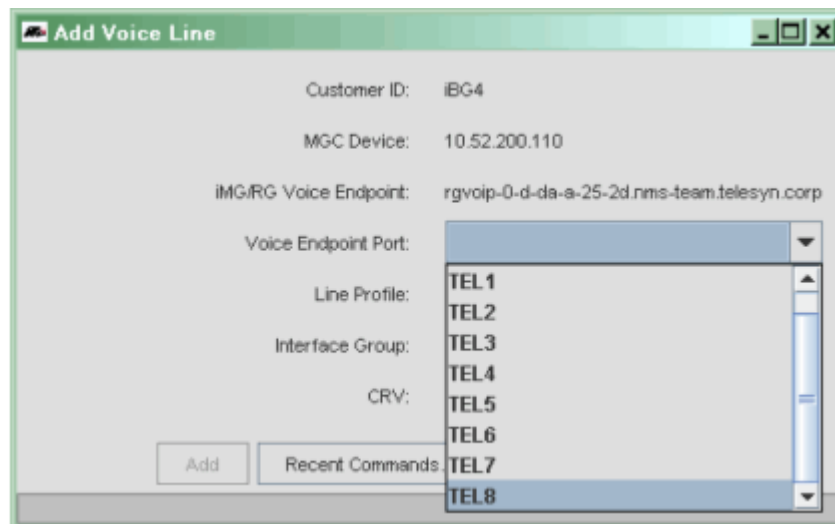 Add Voice Line
Customer ID: iBG4
MGC Device: 10.52.200.110
iMG/RG Voice Endpoint: rgvoip-0-d-da-a-25-2d.nms-team.telesyn.corp
Voice Endpoint Port:
TEL1
Line Profile:
TEL2
TEL3
Interface Group:
TEL4
CRV:
TEL5
TEL6
Add
Recent Commands.
TEL7
TEL8